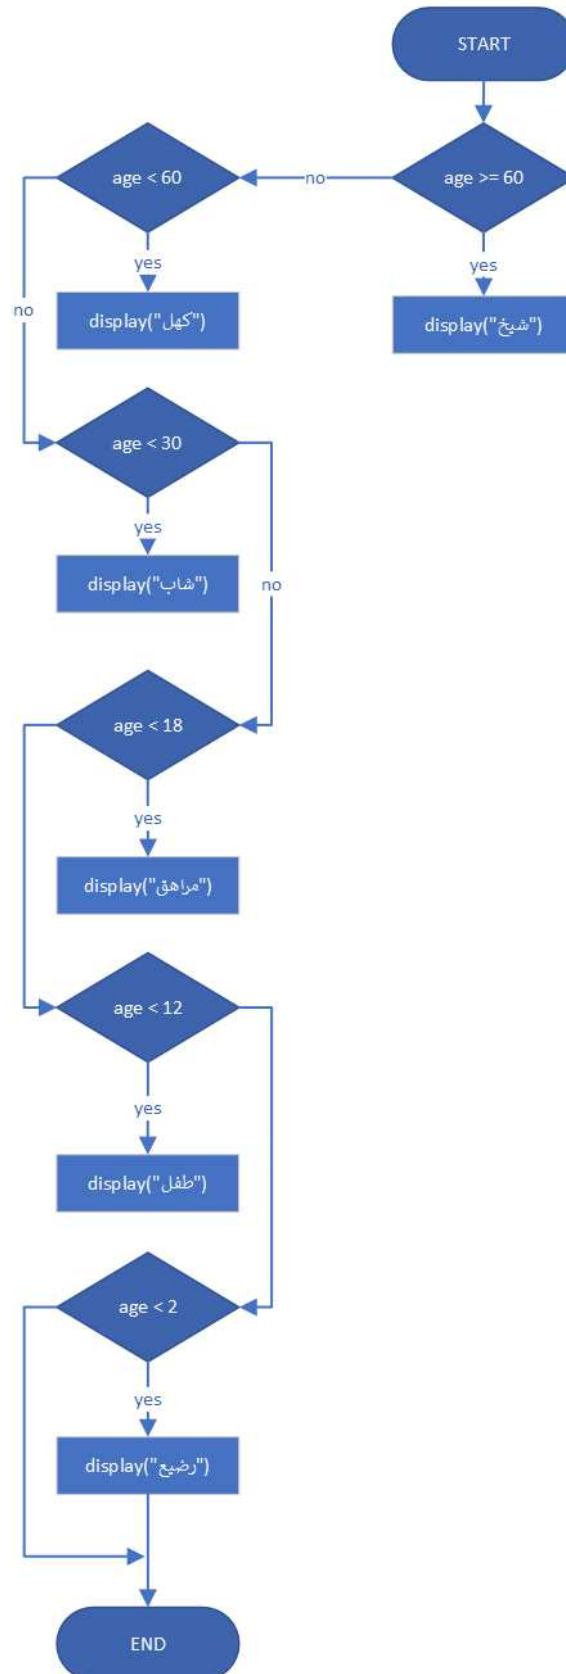 START
age >= 60
no
age < 60
yes
display("شيخ")
yes
display("كهل")
no
age < 30
yes
display("شاب")
no
age < 18
yes
display("مراهق")
age < 12
yes
display("طفل")
age < 2
yes
display("رضيع")
END